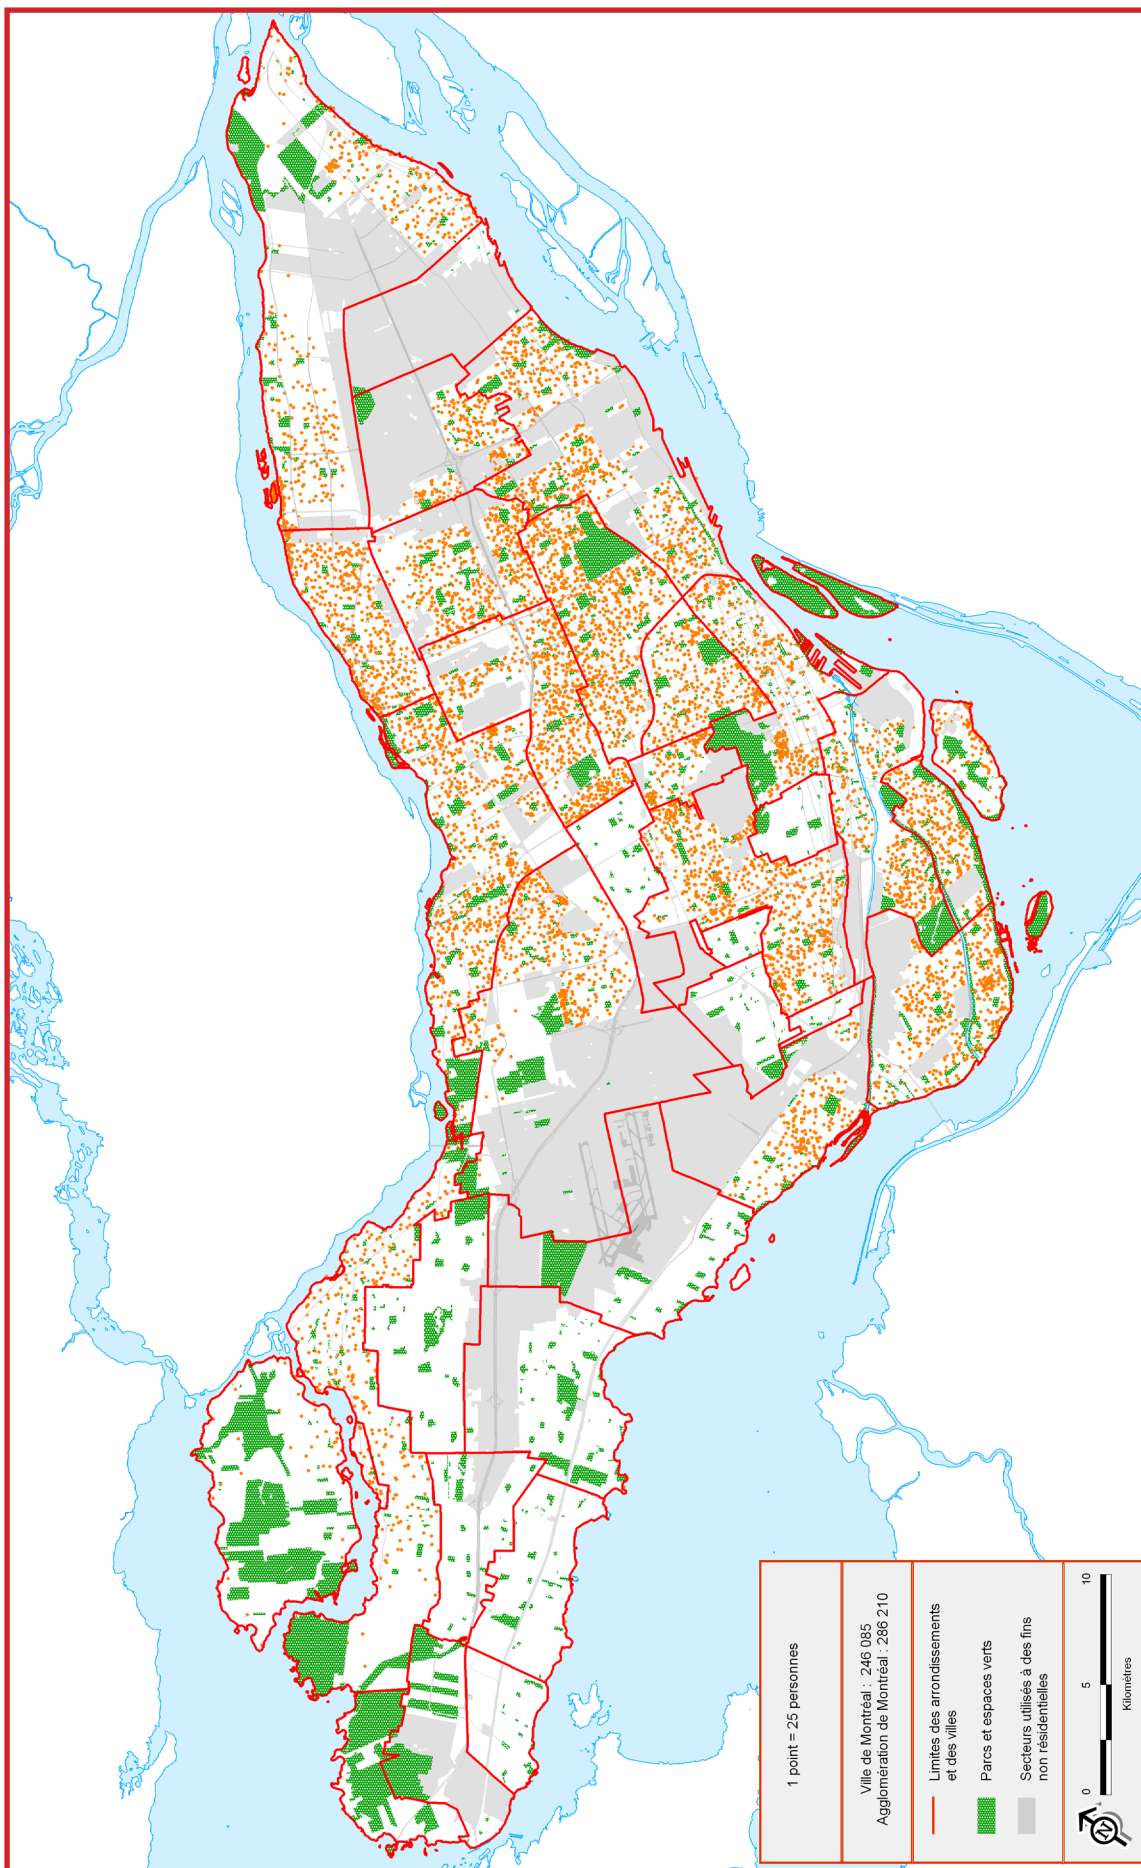 1 point = 25 personnes
Ville de Montréal : 246 085
Agglomération de Montréal : 286 210
Limites des arrondissements
et des villes
Parcs et espaces verts
Secteurs utilisés à des fins
non résidentielles
0 5 10
Kilomètres
N